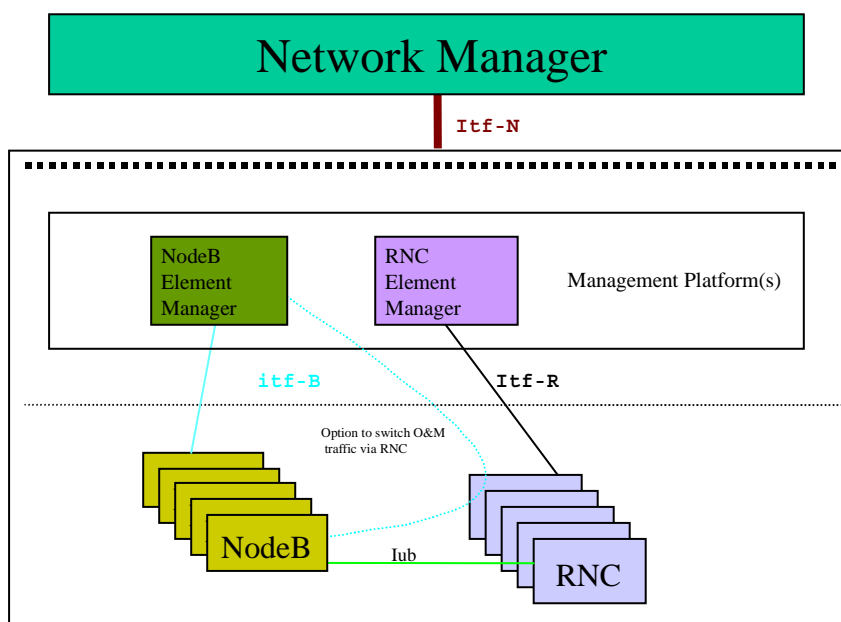 Network Manager
Itf-N
NodeB
Element
Manager
RNC
Element
Manager
Management Platform(s)
itf-B
Itf-R
Option to switch O&M
traffic via RNC
NodeB
Iub
RNC